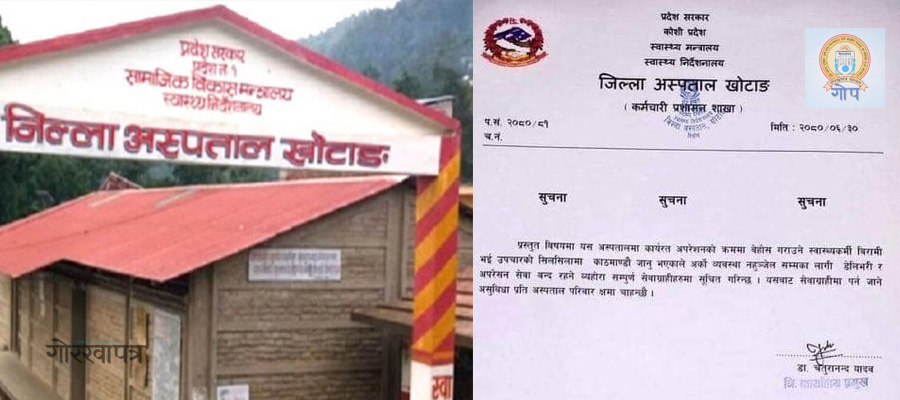 प्रदेश सरकार
प्रदेश नं १
सामाजिक विकास मन्त्रालय
स्वास्थ्य निर्देशनालय
जिल्ला अस्पताल खोटाङ
स्वा
गोरखापत्र
प्रदेश सरकार
कोशी प्रदेश
स्वास्थ्य मन्त्रालय
स्वास्थ्य निर्देशनालय
जिल्ला अस्पताल खोटाङ
( कर्मचारी प्रशासन शाखा )
गोप
प.सं. २०८०/८१
मिति : २०८०/०६/३०
च.नं.
सुचना सुचना सुचना
प्रस्तुत विषयमा यस अस्पतालमा कार्यरत अपरेशनको क्रममा वेहोस गराउने स्वास्थ्यकर्मी विरामी
भई उपचारको सिलसिलामा काठमाण्डौ जानु भएकाले अर्को व्यवस्था नहुञ्जेल सम्मका लागी डेलिभरी र
अपरेसन सेवा बन्द रहने व्यहोरा सम्पुर्ण सेवाग्राहीहरुमा सुचित गरिन्छ । यसवाट सेवाग्राहीमा पर्न जाने
असुविधा प्रति अस्पताल परिवार क्षमा चाहन्छौ ।
डा. चतुरानन्द यादव
नि. कार्यालय प्रमुख